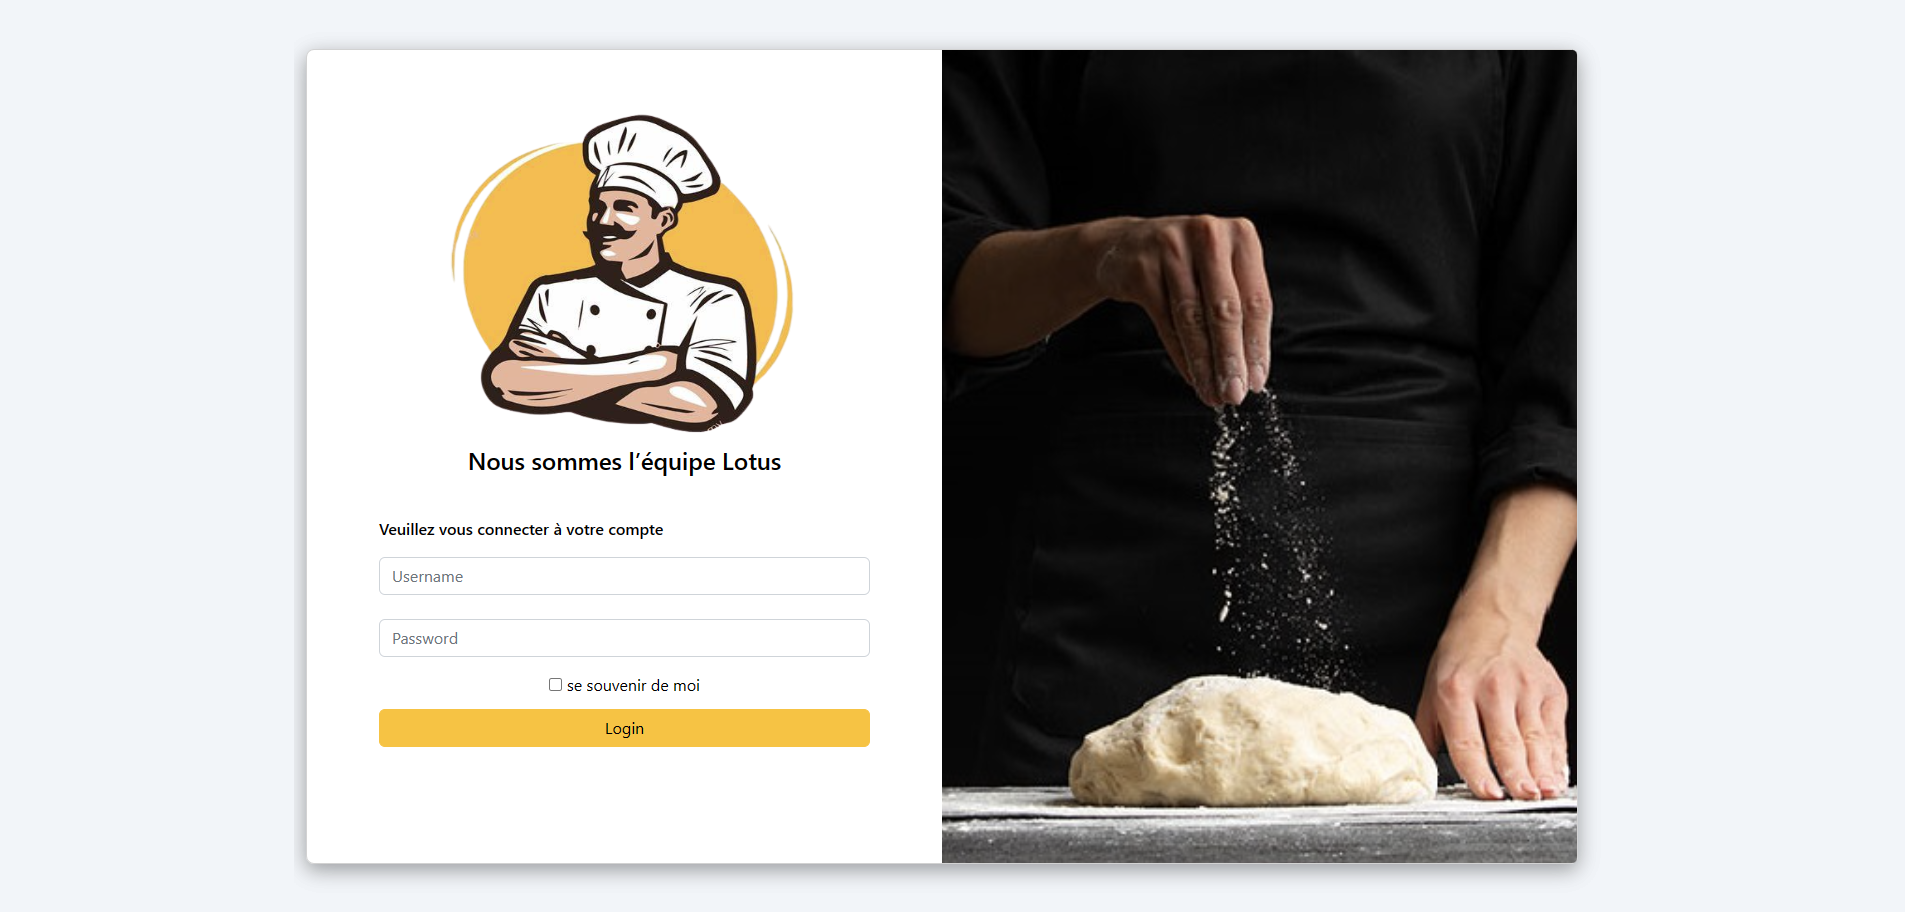 Nous sommes l’équipe Lotus
Veuillez vous connecter à votre compte
Username
Password
se souvenir de moi
Login